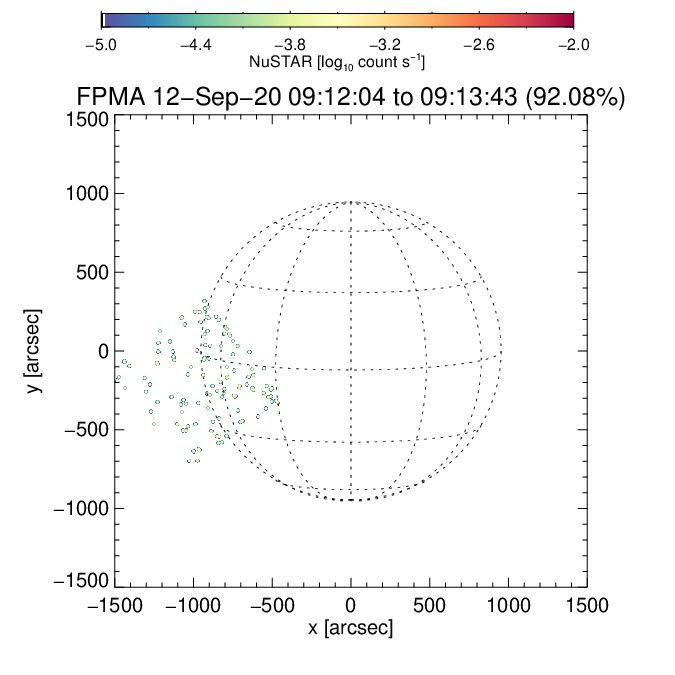 −5.0 −4.4 −3.8 −3.2 −2.6 −2.0
NuSTAR [log₁₀ count s⁻¹]
FPMA 12−Sep−20 09:12:04 to 09:13:43 (92.08%)
1500
1000
500
0
−500
−1000
−1500
y [arcsec]
−1500 −1000 −500 0 500 1000 1500
x [arcsec]